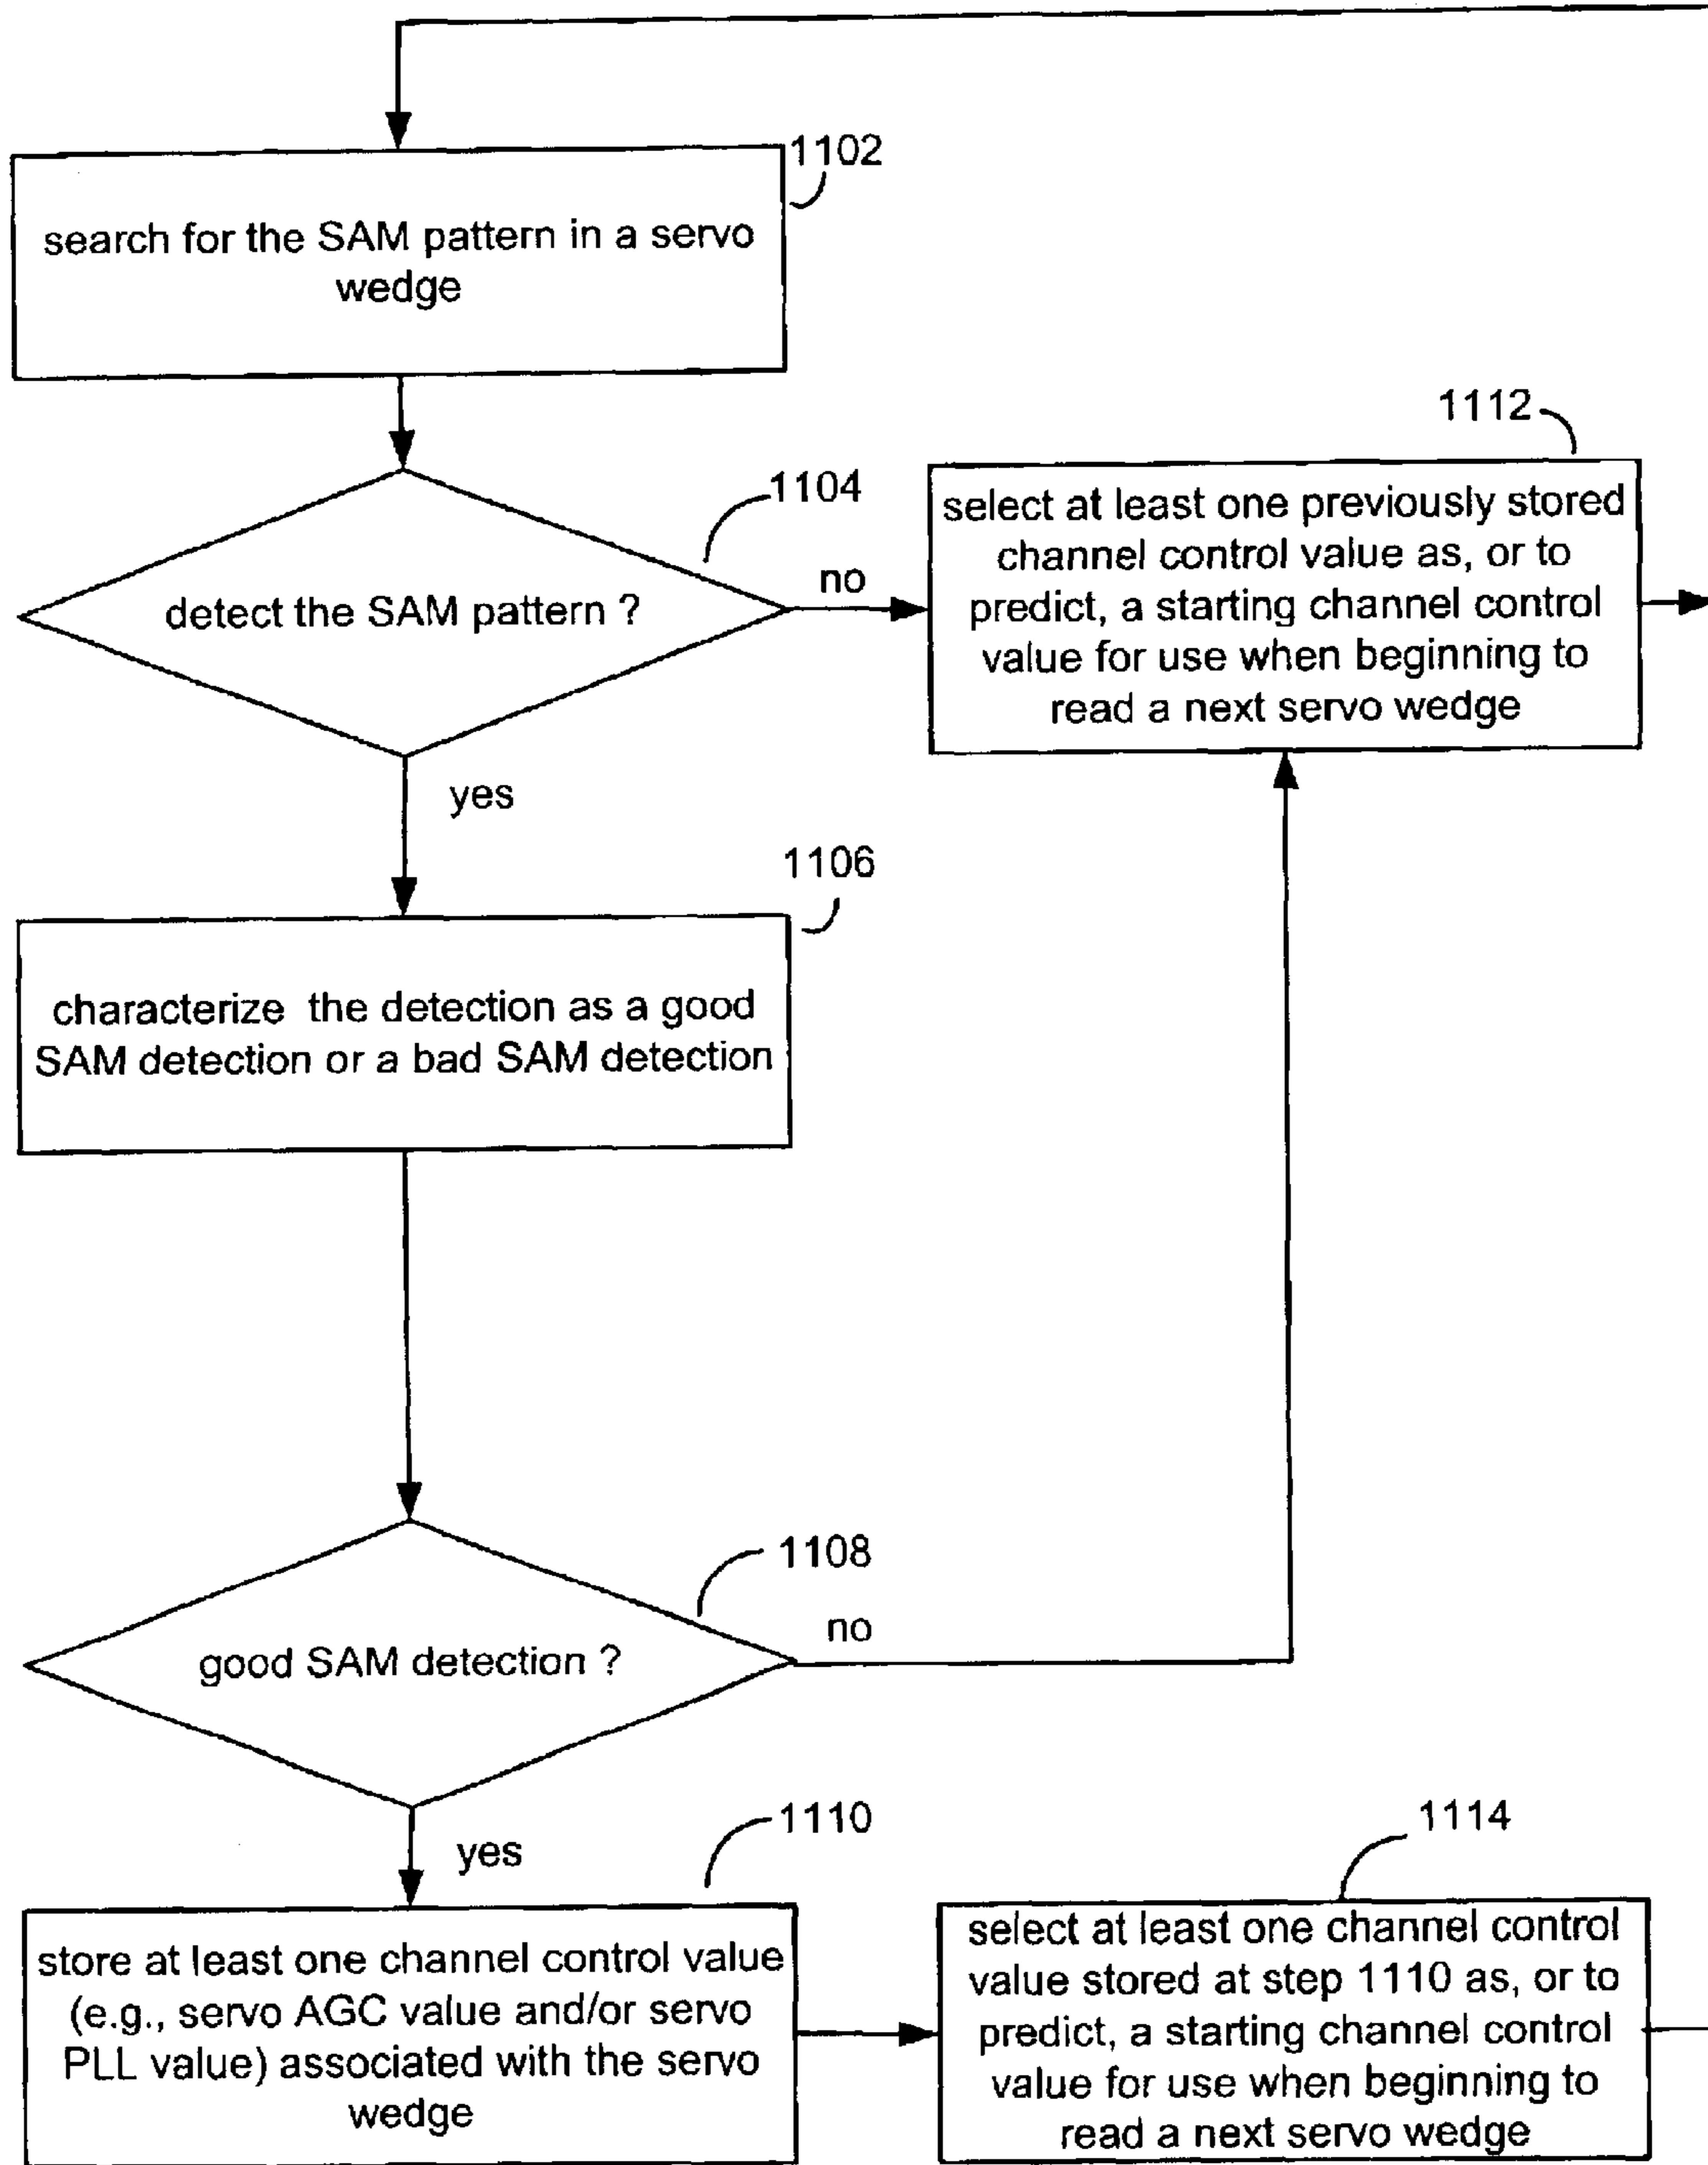 1102
search for the SAM pattern in a servo
wedge
1104
detect the SAM pattern ?
no
yes
1112
select at least one previously stored
channel control value as, or to
predict, a starting channel control
value for use when beginning to
read a next servo wedge
1106
characterize the detection as a good
SAM detection or a bad SAM detection
1108
good SAM detection ?
no
yes
1110
store at least one channel control value
(e.g., servo AGC value and/or servo
PLL value) associated with the servo
wedge
1114
select at least one channel control
value stored at step 1110 as, or to
predict, a starting channel control
value for use when beginning to
read a next servo wedge